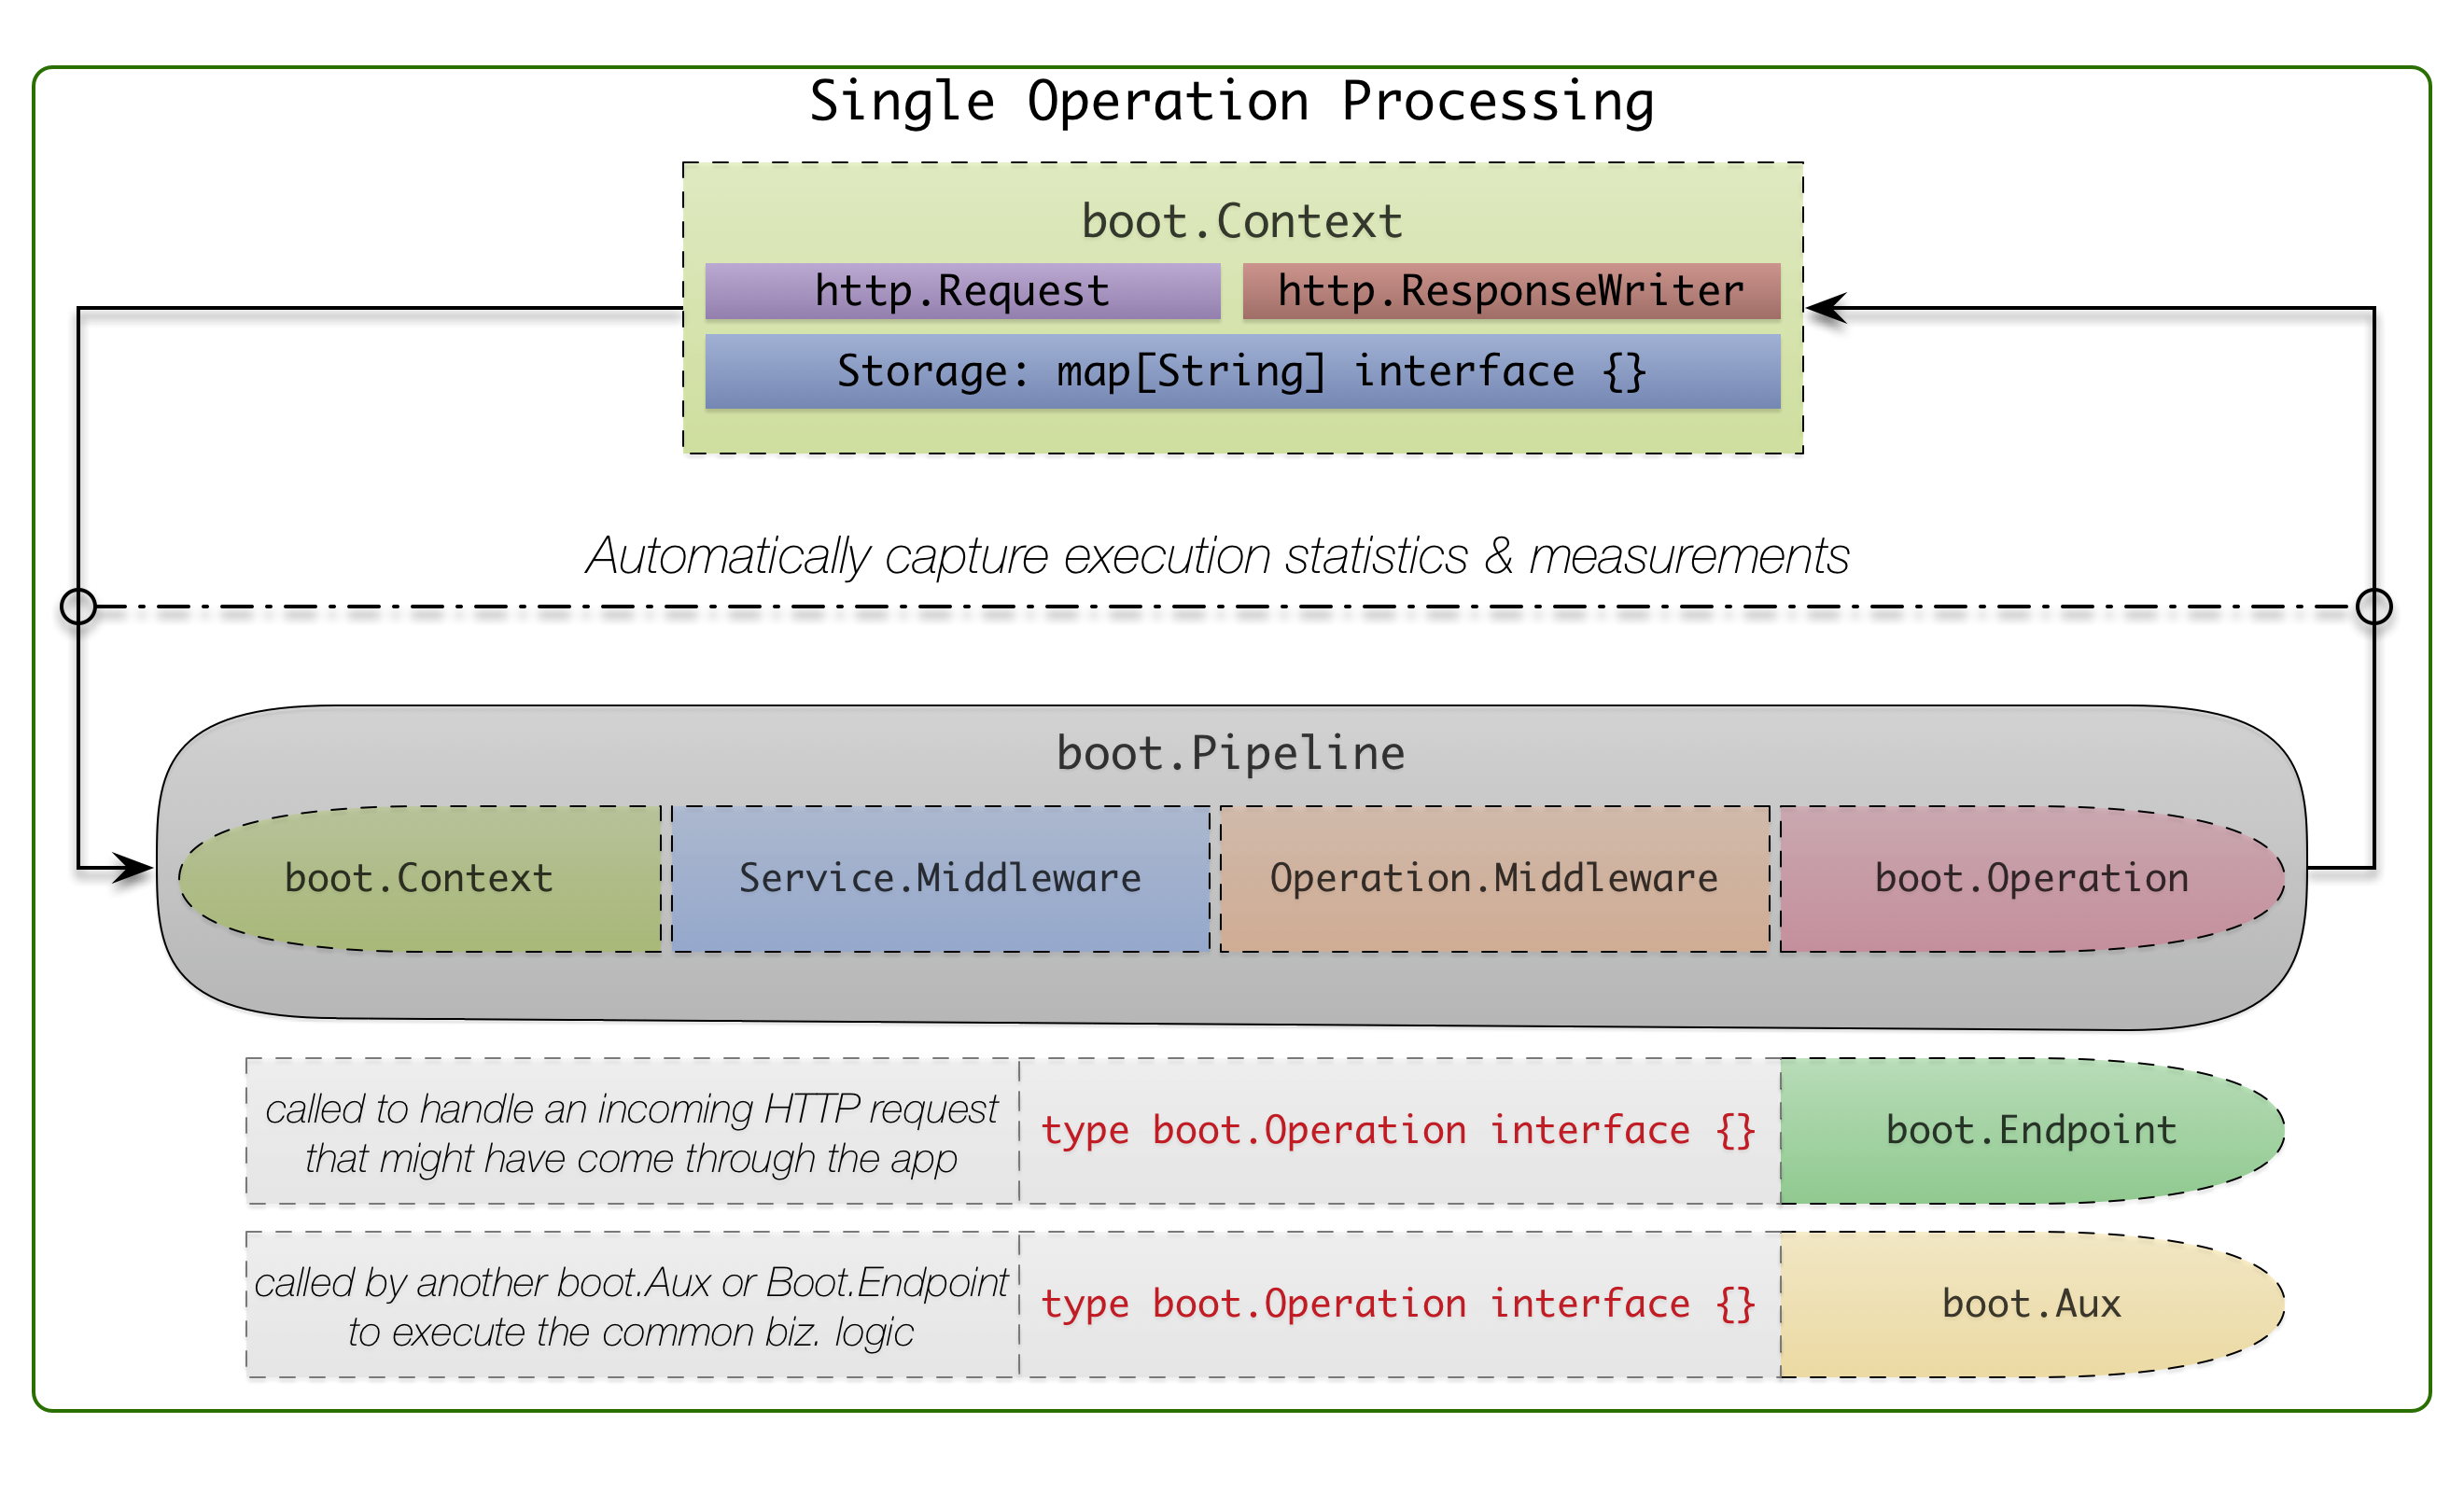 Single Operation Processing
boot.Context
http.Request
http.ResponseWriter
Storage: map[String] interface {}
Automatically capture execution statistics & measurements
boot.Pipeline
boot.Context
Service.Middleware
Operation.Middleware
boot.Operation
called to handle an incoming HTTP request
that might have come through the app
type boot.Operation interface {}
boot.Endpoint
called by another boot.Aux or Boot.Endpoint
to execute the common biz. logic
type boot.Operation interface {}
boot.Aux